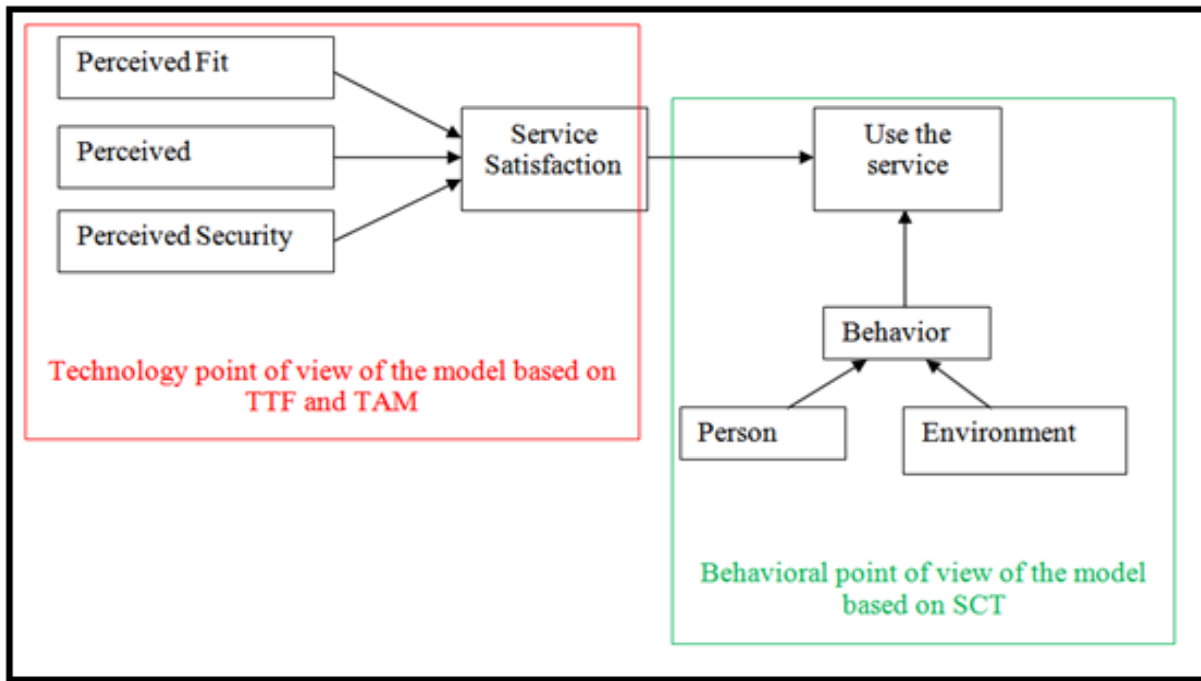 Perceived Fit
Perceived
Perceived Security
Service
Satisfaction
Use the
service
Behavior
Person
Environment
Technology point of view of the model based on
TTF and TAM
Behavioral point of view of the model
based on SCT